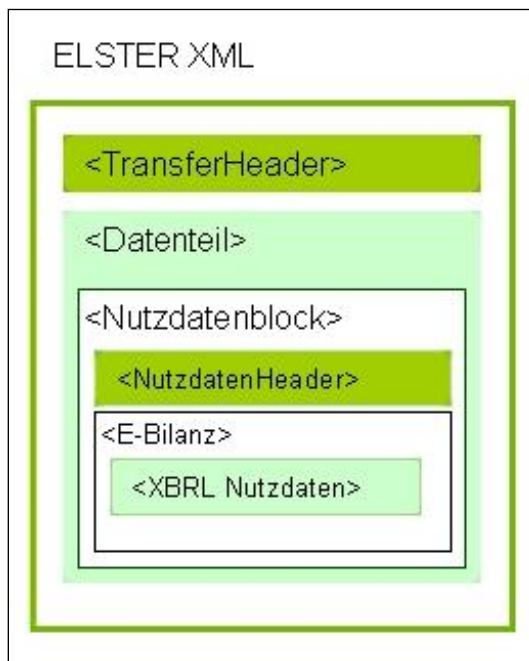 ELSTER XML
<TransferHeader>
<Datenteil>
<Nutzdatenblock>
<NutzdatenHeader>
<E-Bilanz>
<XBRL Nutzdaten>